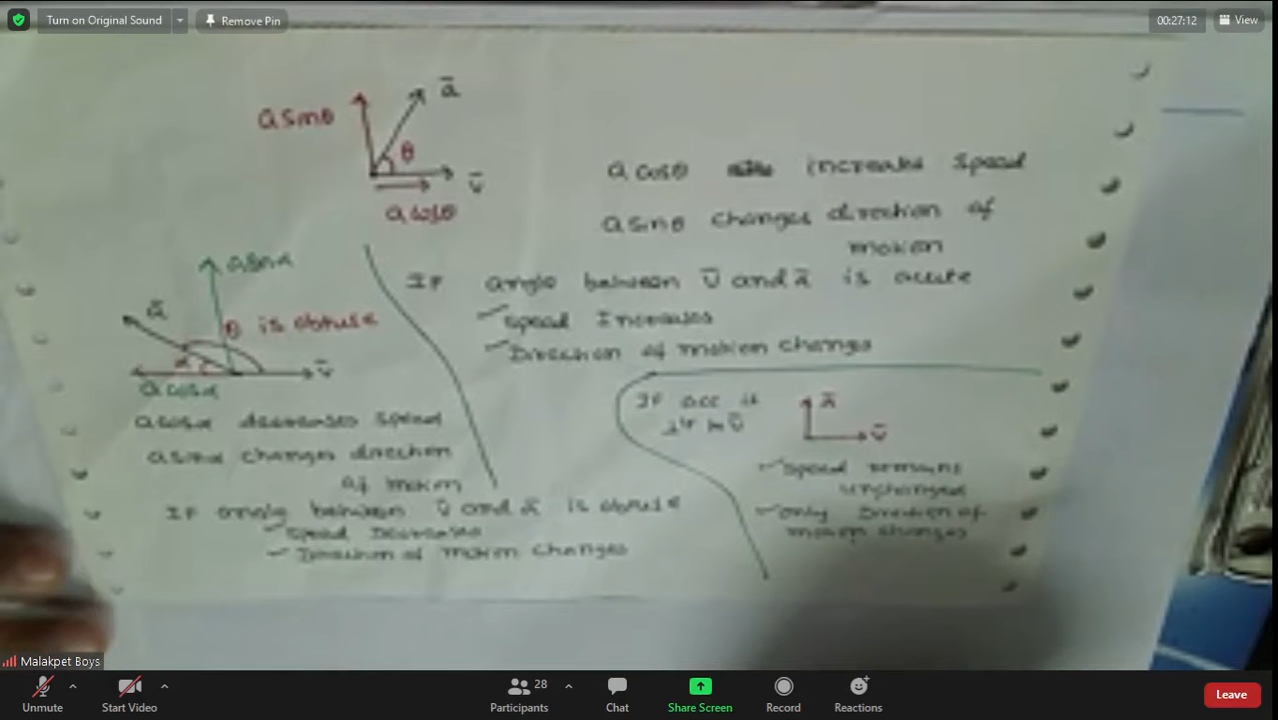 Turn on Original Sound
Remove Pin
00:27:12
View
a sinθ
ā
θ
v̄
a cosθ
a cosθ increase speed
a sinθ changes direction of
motion
If angle between v̄ and ā is acute
Speed Increases
Direction of motion changes
a sinα
ā
θ is obtuse
α
v̄
a cosα
a cosα decreases speed
a sinα changes direction
of motion
If angle between v̄ and ā is obtuse
Speed Decreases
Direction of motion changes
If acc is
⊥r to v̄
ā
v̄
Speed remains
unchanged
only Direction of
motion changes
Malakpet Boys
Unmute
Start Video
28
Participants
Chat
Share Screen
Record
Reactions
Leave